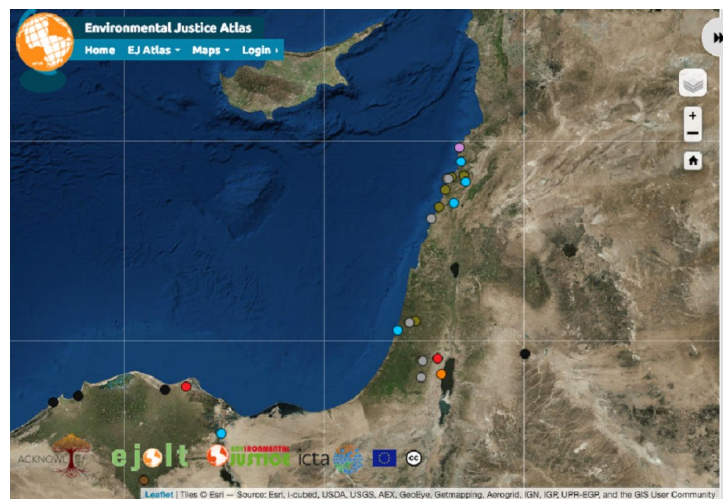 Environmental Justice Atlas
Home EJ Atlas Maps Login
+
−
ejolt
ENVIRONMENTAL
JUSTICE
icta
cc
Leaflet | Tiles © Esri — Source: Esri, i-cubed, USDA, USGS, AEX, GeoEye, Getmapping, Aerogrid, IGN, IGP, UPR-EGP, and the GIS User Community